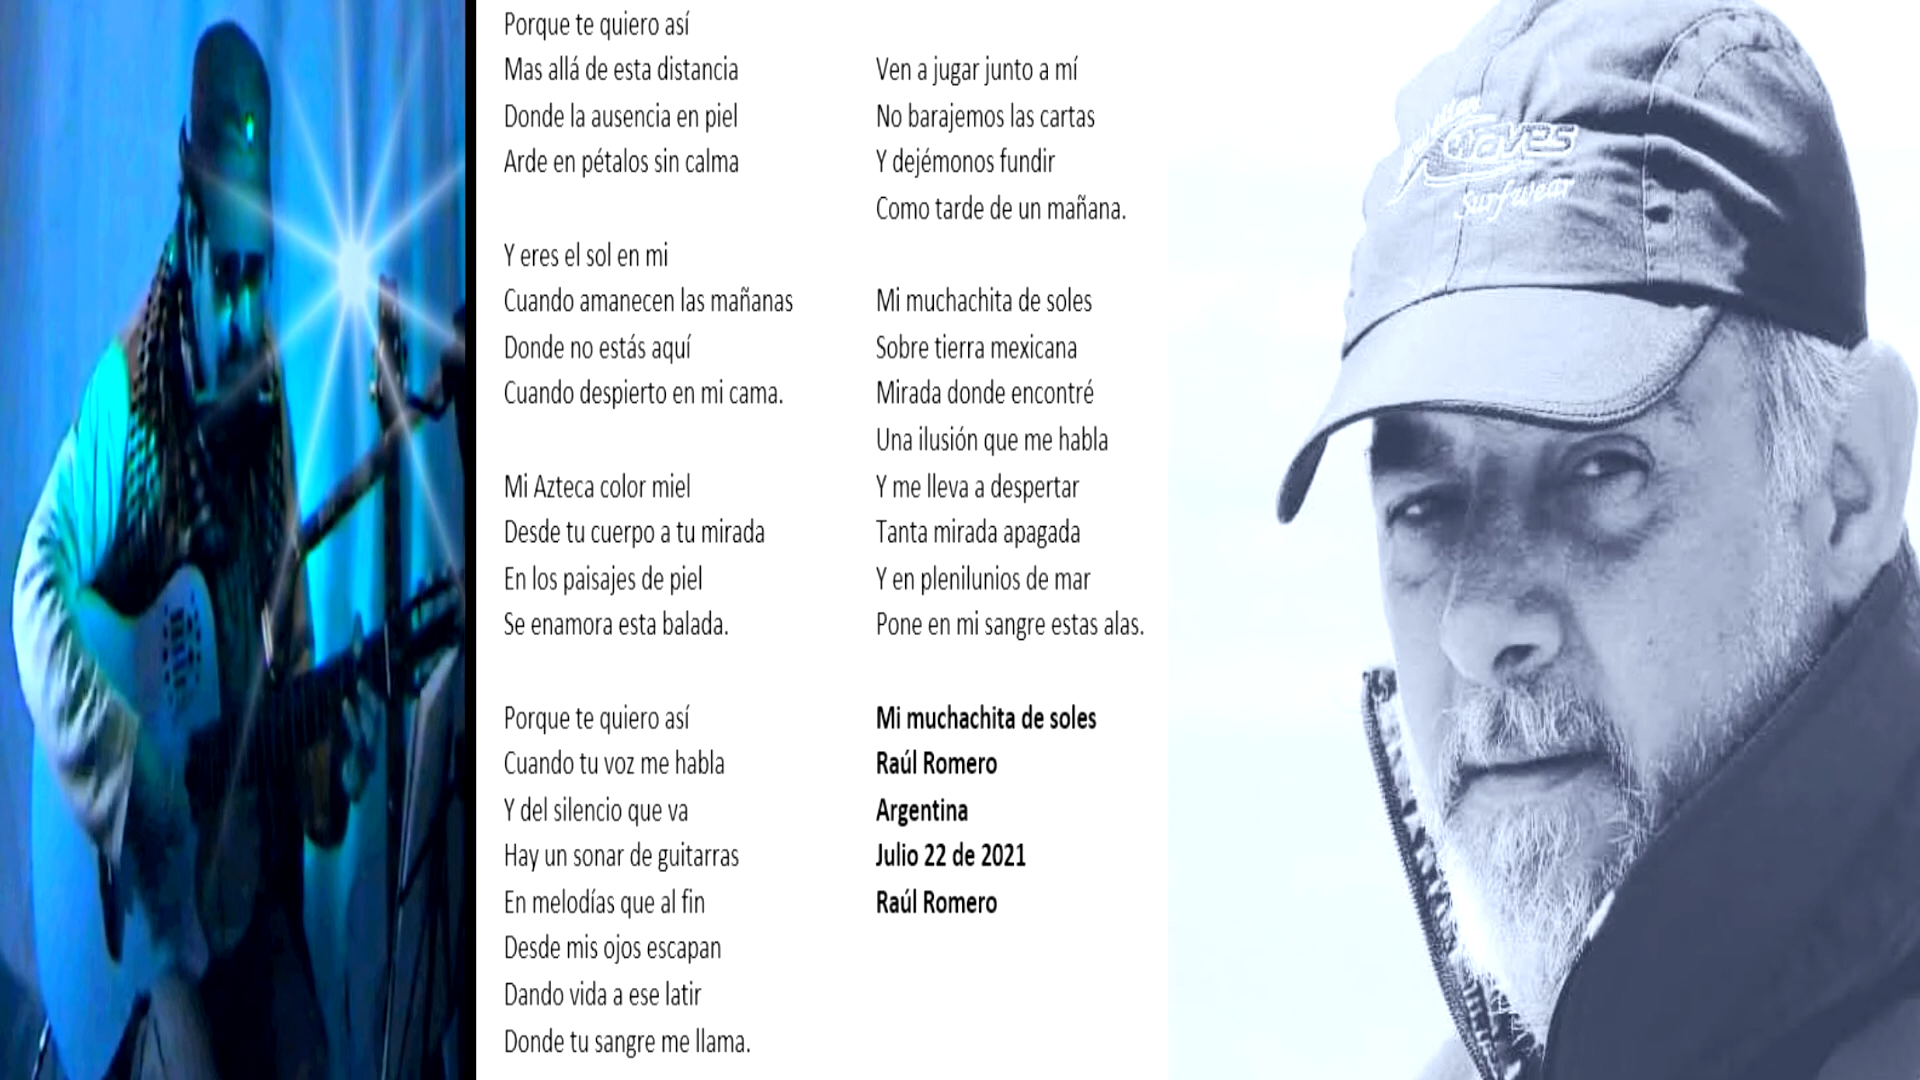 Porque te quiero así
Mas allá de esta distancia
Donde la ausencia en piel
Arde en pétalos sin calma
Y eres el sol en mi
Cuando amanecen las mañanas
Donde no estás aquí
Cuando despierto en mi cama.
Mi Azteca color miel
Desde tu cuerpo a tu mirada
En los paisajes de piel
Se enamora esta balada.
Porque te quiero así
Cuando tu voz me habla
Y del silencio que va
Hay un sonar de guitarras
En melodías que al fin
Desde mis ojos escapan
Dando vida a ese latir
Donde tu sangre me llama.
Ven a jugar junto a mí
No barajemos las cartas
Y dejémonos fundir
Como tarde de un mañana.
Mi muchachita de soles
Sobre tierra mexicana
Mirada donde encontré
Una ilusión que me habla
Y me lleva a despertar
Tanta mirada apagada
Y en plenilunios de mar
Pone en mi sangre estas alas.
Mi muchachita de soles
Raúl Romero
Argentina
Julio 22 de 2021
Raúl Romero
waves
Surfwear